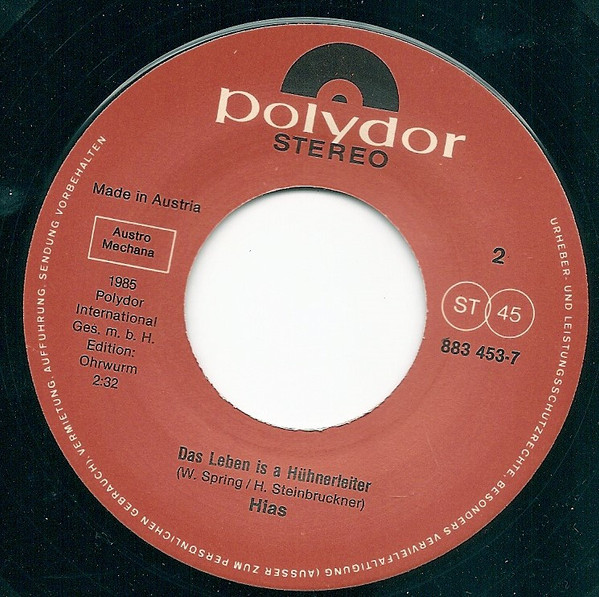 polydor
STEREO
Made in Austria
Austro
Mechana
1985
Polydor
International
Ges. m. b. H.
Edition:
Ohrwurm
2:32
2
ST 45
883 453-7
Das Leben is a Hühnerleiter
(W. Spring / H. Steinbruckner)
Hias
URHEBER- UND LEISTUNGSSCHUTZRECHTE, BESONDERS VERVIELFALTIGUNG (AUSSER ZUM PERSÖNLICHEN GEBRAUCH), VERMIETUNG, AUFFÜHRUNG, SENDUNG VORBEHALTEN